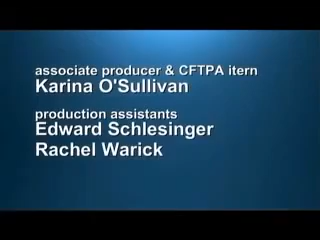 associate producer & CFTPA itern
Karina O'Sullivan
production assistants
Edward Schlesinger
Rachel Warick